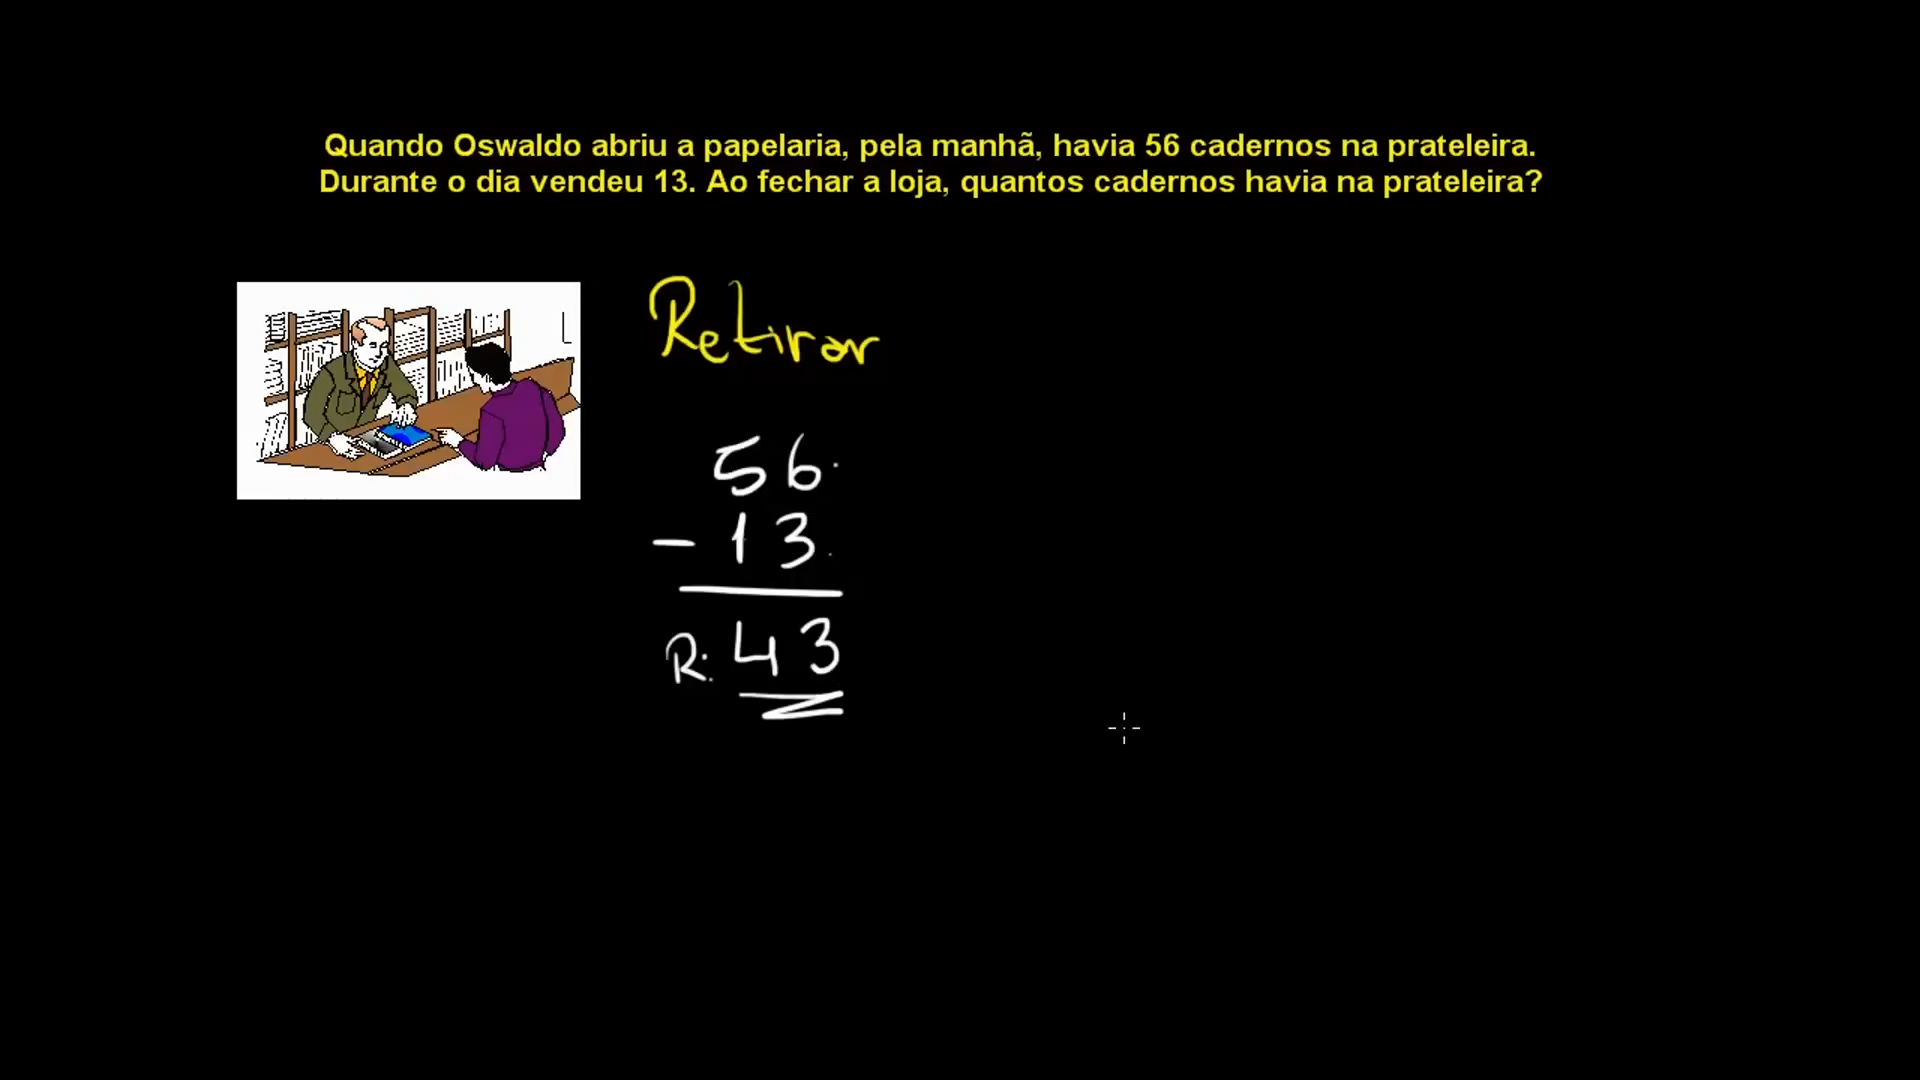 Quando Oswaldo abriu a papelaria, pela manhã, havia 56 cadernos na prateleira.
Durante o dia vendeu 13. Ao fechar a loja, quantos cadernos havia na prateleira?
Retirar
56
- 13
R: 43